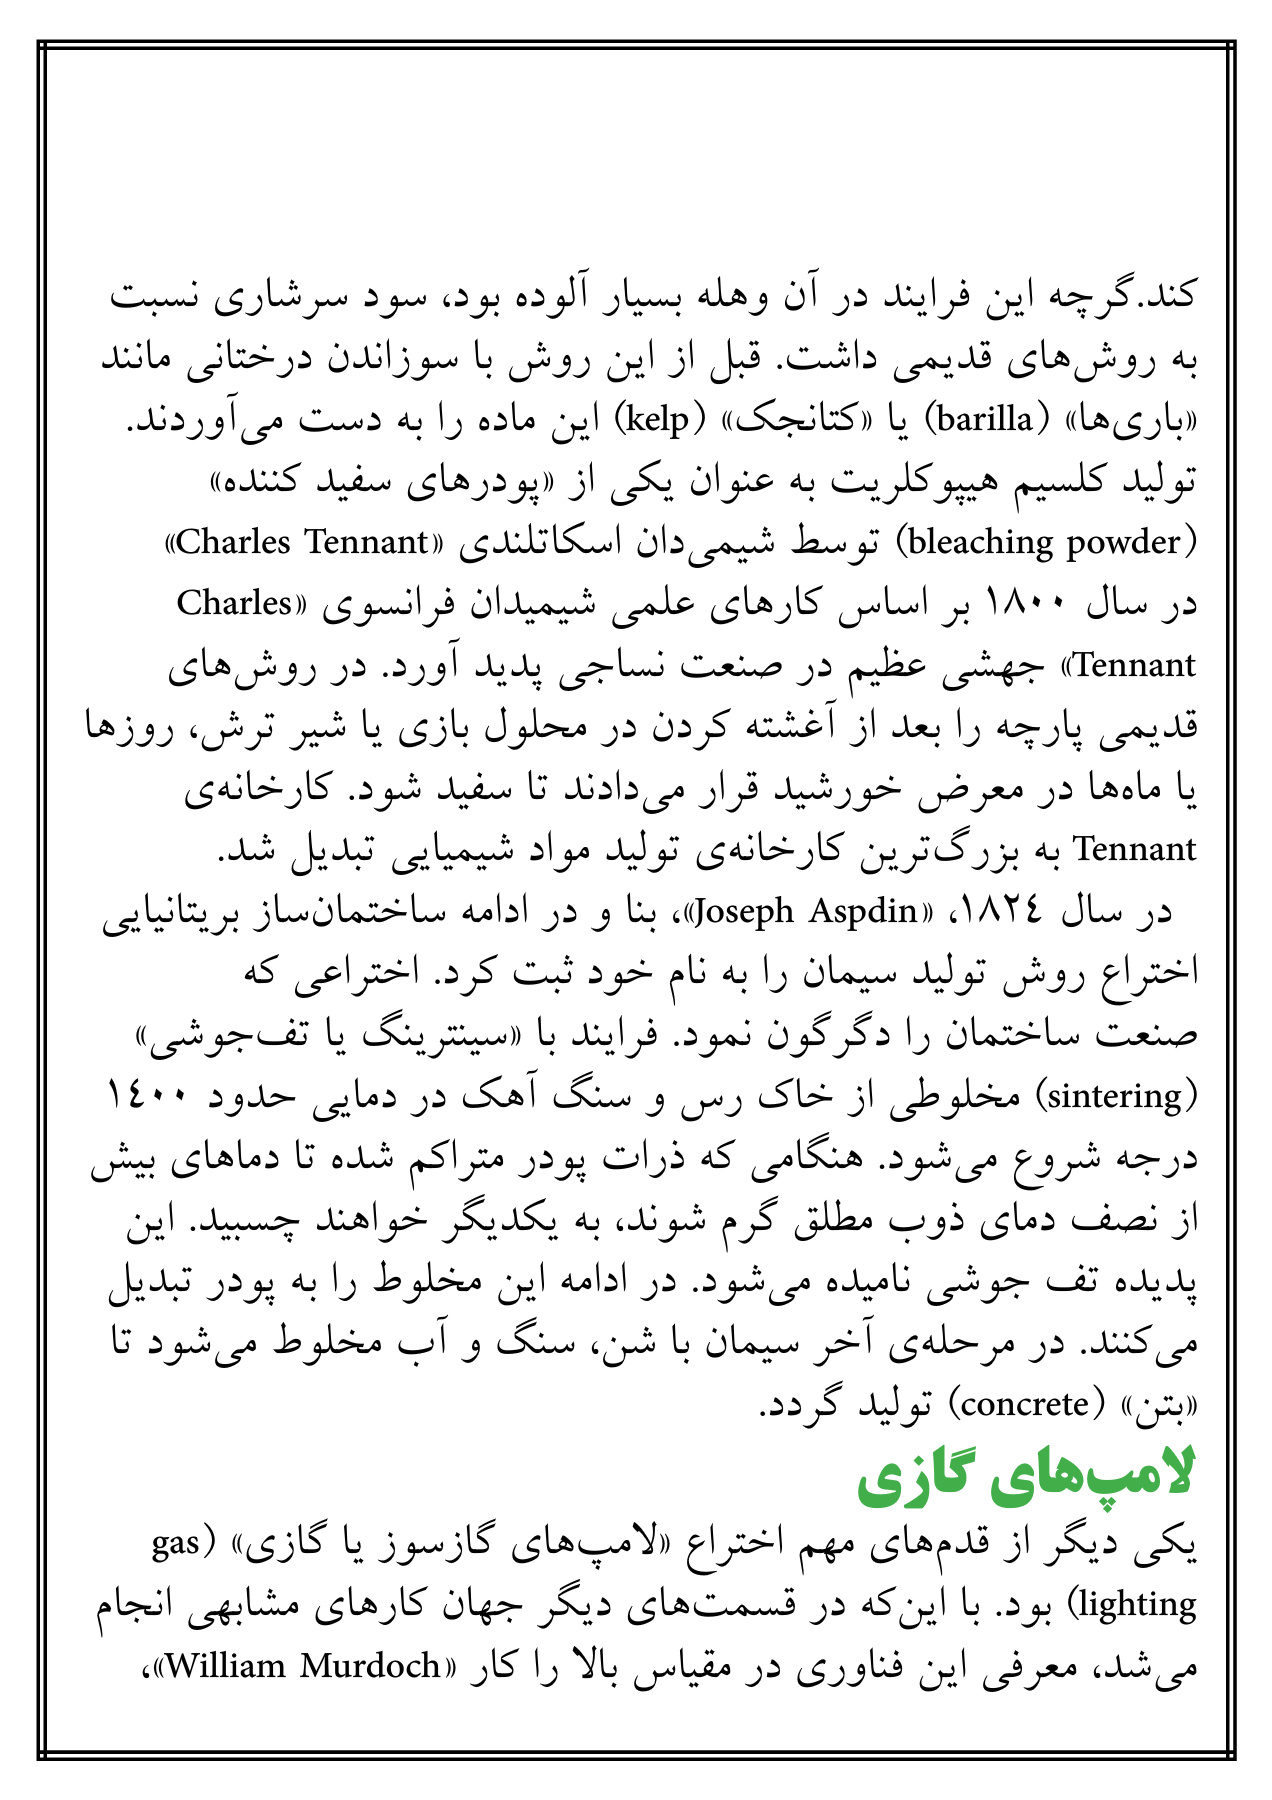 کند.گرچه این فرایند در آن وهله بسیار آلوده بود، سود سرشاری نسبت
به روش‌های قدیمی داشت. قبل از این روش با سوزاندن درختانی مانند
«باری‌ها» (barilla) یا «کتانجک» (kelp) این ماده را به دست می‌آوردند.
تولید کلسیم هیپوکلریت به عنوان یکی از «پودرهای سفید کننده»
(bleaching powder) توسط شیمی‌دان اسکاتلندی «Charles Tennant»
در سال ١٨٠٠ بر اساس کارهای علمی شیمیدان فرانسوی «Charles
Tennant» جهشی عظیم در صنعت نساجی پدید آورد. در روش‌های
قدیمی پارچه را بعد از آغشته کردن در محلول بازی یا شیر ترش، روزها
یا ماه‌ها در معرض خورشید قرار می‌دادند تا سفید شود. کارخانه‌ی
Tennant به بزرگ‌ترین کارخانه‌ی تولید مواد شیمیایی تبدیل شد.
در سال ١٨٢٤، «Joseph Aspdin»، بنا و در ادامه ساختمان‌ساز بریتانیایی
اختراع روش تولید سیمان را به نام خود ثبت کرد. اختراعی که
صنعت ساختمان را دگرگون نمود. فرایند با «سینترینگ یا تف‌جوشی»
(sintering) مخلوطی از خاک رس و سنگ آهک در دمایی حدود ١٤٠٠
درجه شروع می‌شود. هنگامی که ذرات پودر متراکم شده تا دماهای بیش
از نصف دمای ذوب مطلق گرم شوند، به یکدیگر خواهند چسبید. این
پدیده تف جوشی نامیده می‌شود. در ادامه این مخلوط را به پودر تبدیل
می‌کنند. در مرحله‌ی آخر سیمان با شن، سنگ و آب مخلوط می‌شود تا
«بتن» (concrete) تولید گردد.
لامپ‌های گازی
یکی دیگر از قدم‌های مهم اختراع «لامپ‌های گازسوز یا گازی» (gas
lighting) بود. با این‌که در قسمت‌های دیگر جهان کارهای مشابهی انجام
می‌شد، معرفی این فناوری در مقیاس بالا را کار «William Murdoch»،